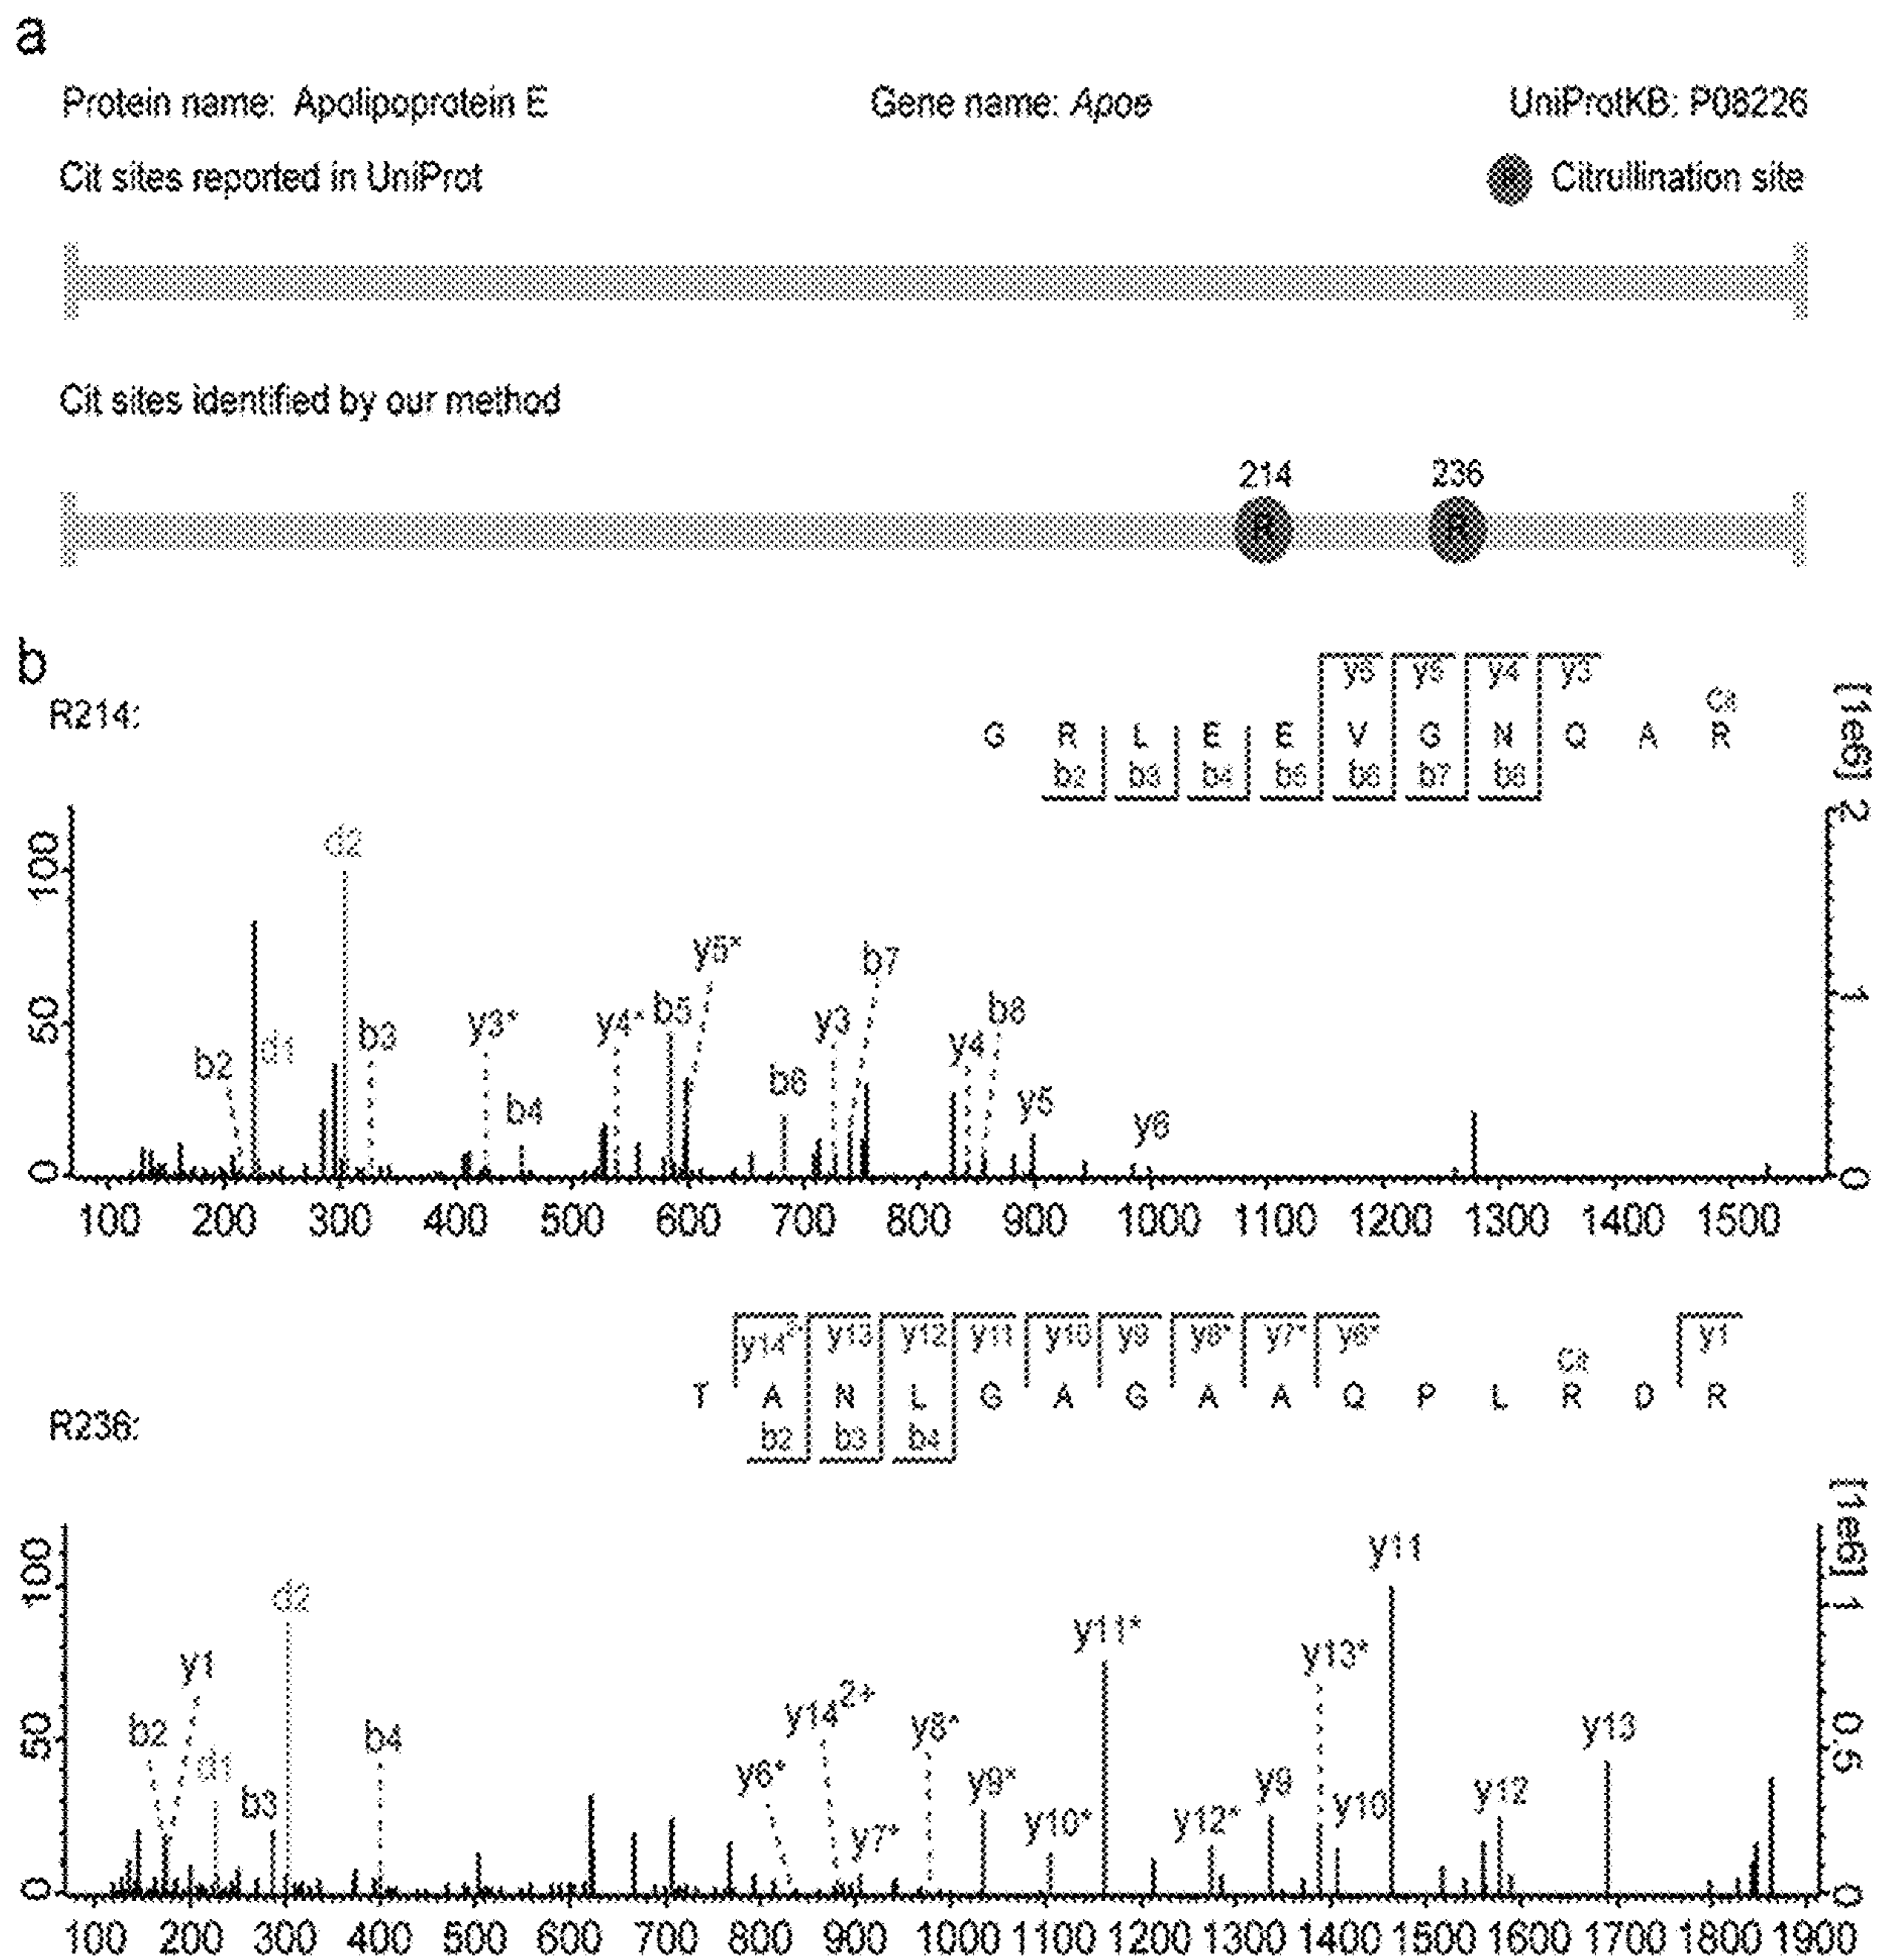 a
Protein name: Apolipoprotein E Gene name: Apoe UniProtKB: P08226
Cit sites reported in UniProt Citrullination site
Cit sites identified by our method
214 236
R R
b
R214:
y6 y5 y4 y3 Cit
G R L E E V G N Q A R
b2 b3 b4 b5 b6 b7 b8
[1e6]
100 50 0
2 1 0
d2
b2 d1 b3 y3* b4 y4* b5 y5* b6 y3 b7 y4 b8 y5 y6
100 200 300 400 500 600 700 800 900 1000 1100 1200 1300 1400 1500
R236:
y14²⁺ y13 y12 y11 y10 y9 y8* y7* y6* Cit y1
T A N L G A G A A Q P L R D R
b2 b3 b4
[1e6]
100 50 0
1 0.5 0
b2 y1 d1 b3 d2 b4 y6* y14²⁺ y7* y8* y9* y10* y11* y12* y9 y13* y10 y11 y12 y13
100 200 300 400 500 600 700 800 900 1000 1100 1200 1300 1400 1500 1600 1700 1800 1900